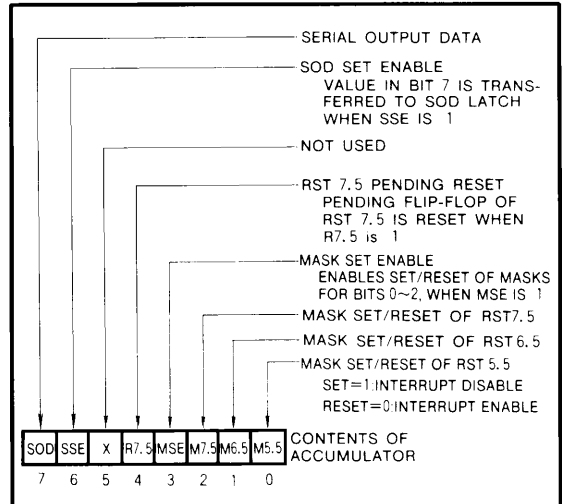 SERIAL OUTPUT DATA
SOD SET ENABLE
VALUE IN BIT 7 IS TRANS-
FERRED TO SOD LATCH
WHEN SSE IS 1
NOT USED
RST 7.5 PENDING RESET
PENDING FLIP-FLOP OF
RST 7.5 IS RESET WHEN
R7.5 is 1
MASK SET ENABLE
ENABLES SET/RESET OF MASKS
FOR BITS 0~2, WHEN MSE IS 1
MASK SET/RESET OF RST7.5
MASK SET/RESET OF RST6.5
MASK SET/RESET OF RST5.5
SET=1:INTERRUPT DISABLE
RESET=0:INTERRUPT ENABLE
SOD SSE X R7.5 MSE M7.5 M6.5 M5.5
CONTENTS OF
ACCUMULATOR
7 6 5 4 3 2 1 0